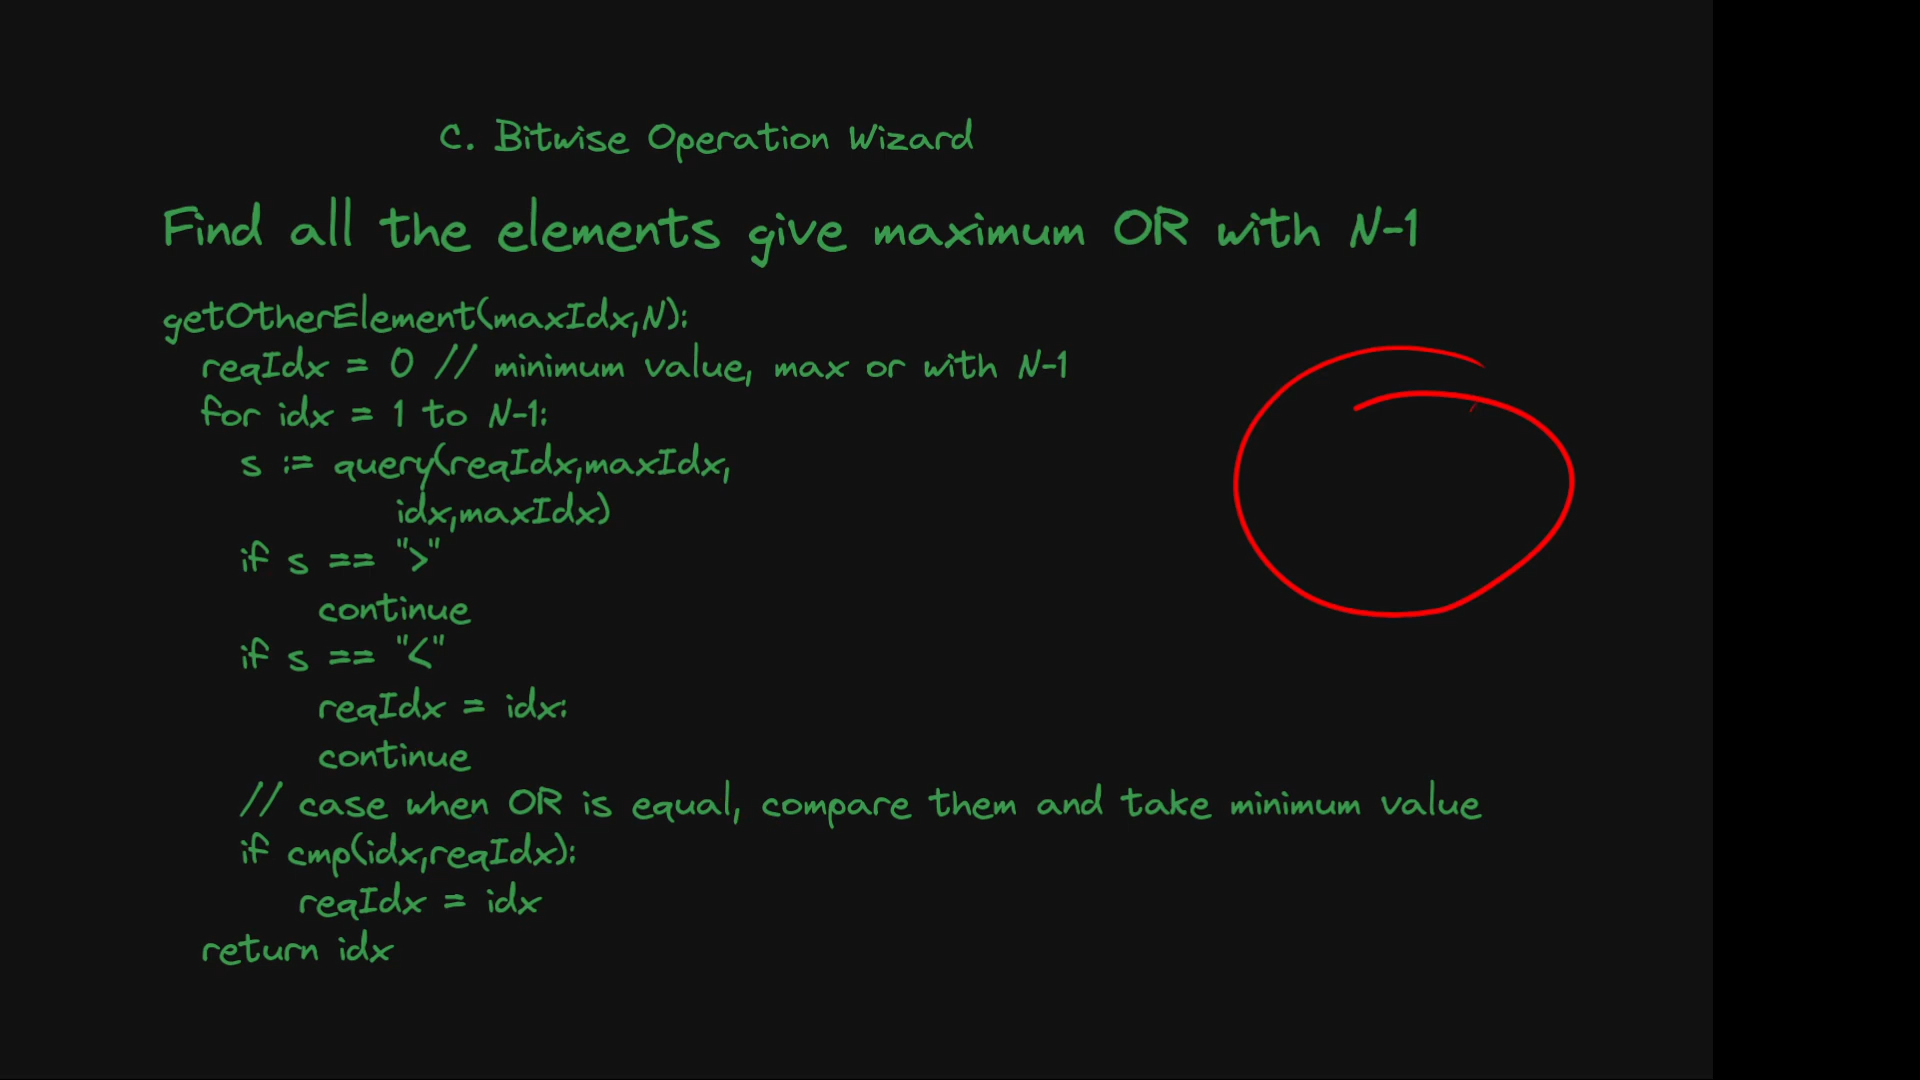 C. Bitwise Operation Wizard
Find all the elements give maximum OR with N-1
getOtherElement(maxIdx,N):
reqIdx = 0 // minimum value, max or with N-1
for idx = 1 to N-1:
s := query(reqIdx,maxIdx,
idx,maxIdx)
if s == ">"
continue
if s == "<"
reqIdx = idx:
continue
// case when OR is equal, compare them and take minimum value
if cmp(idx,reqIdx):
reqIdx = idx
return idx